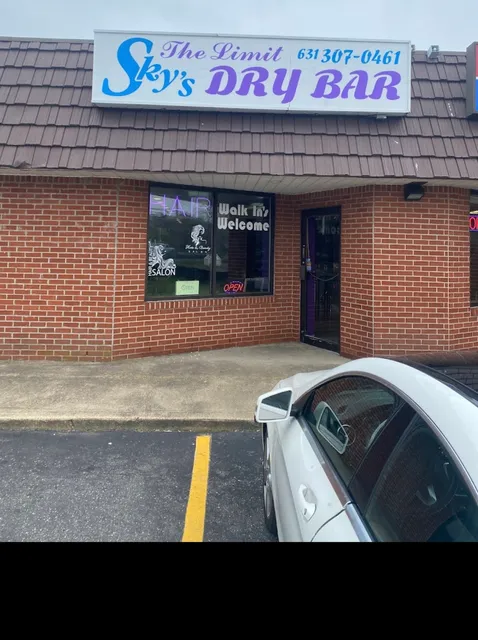 Sky's The Limit 631 307-0461
DRY BAR
HAIR
Walk In's
Welcome
SALON
OPEN